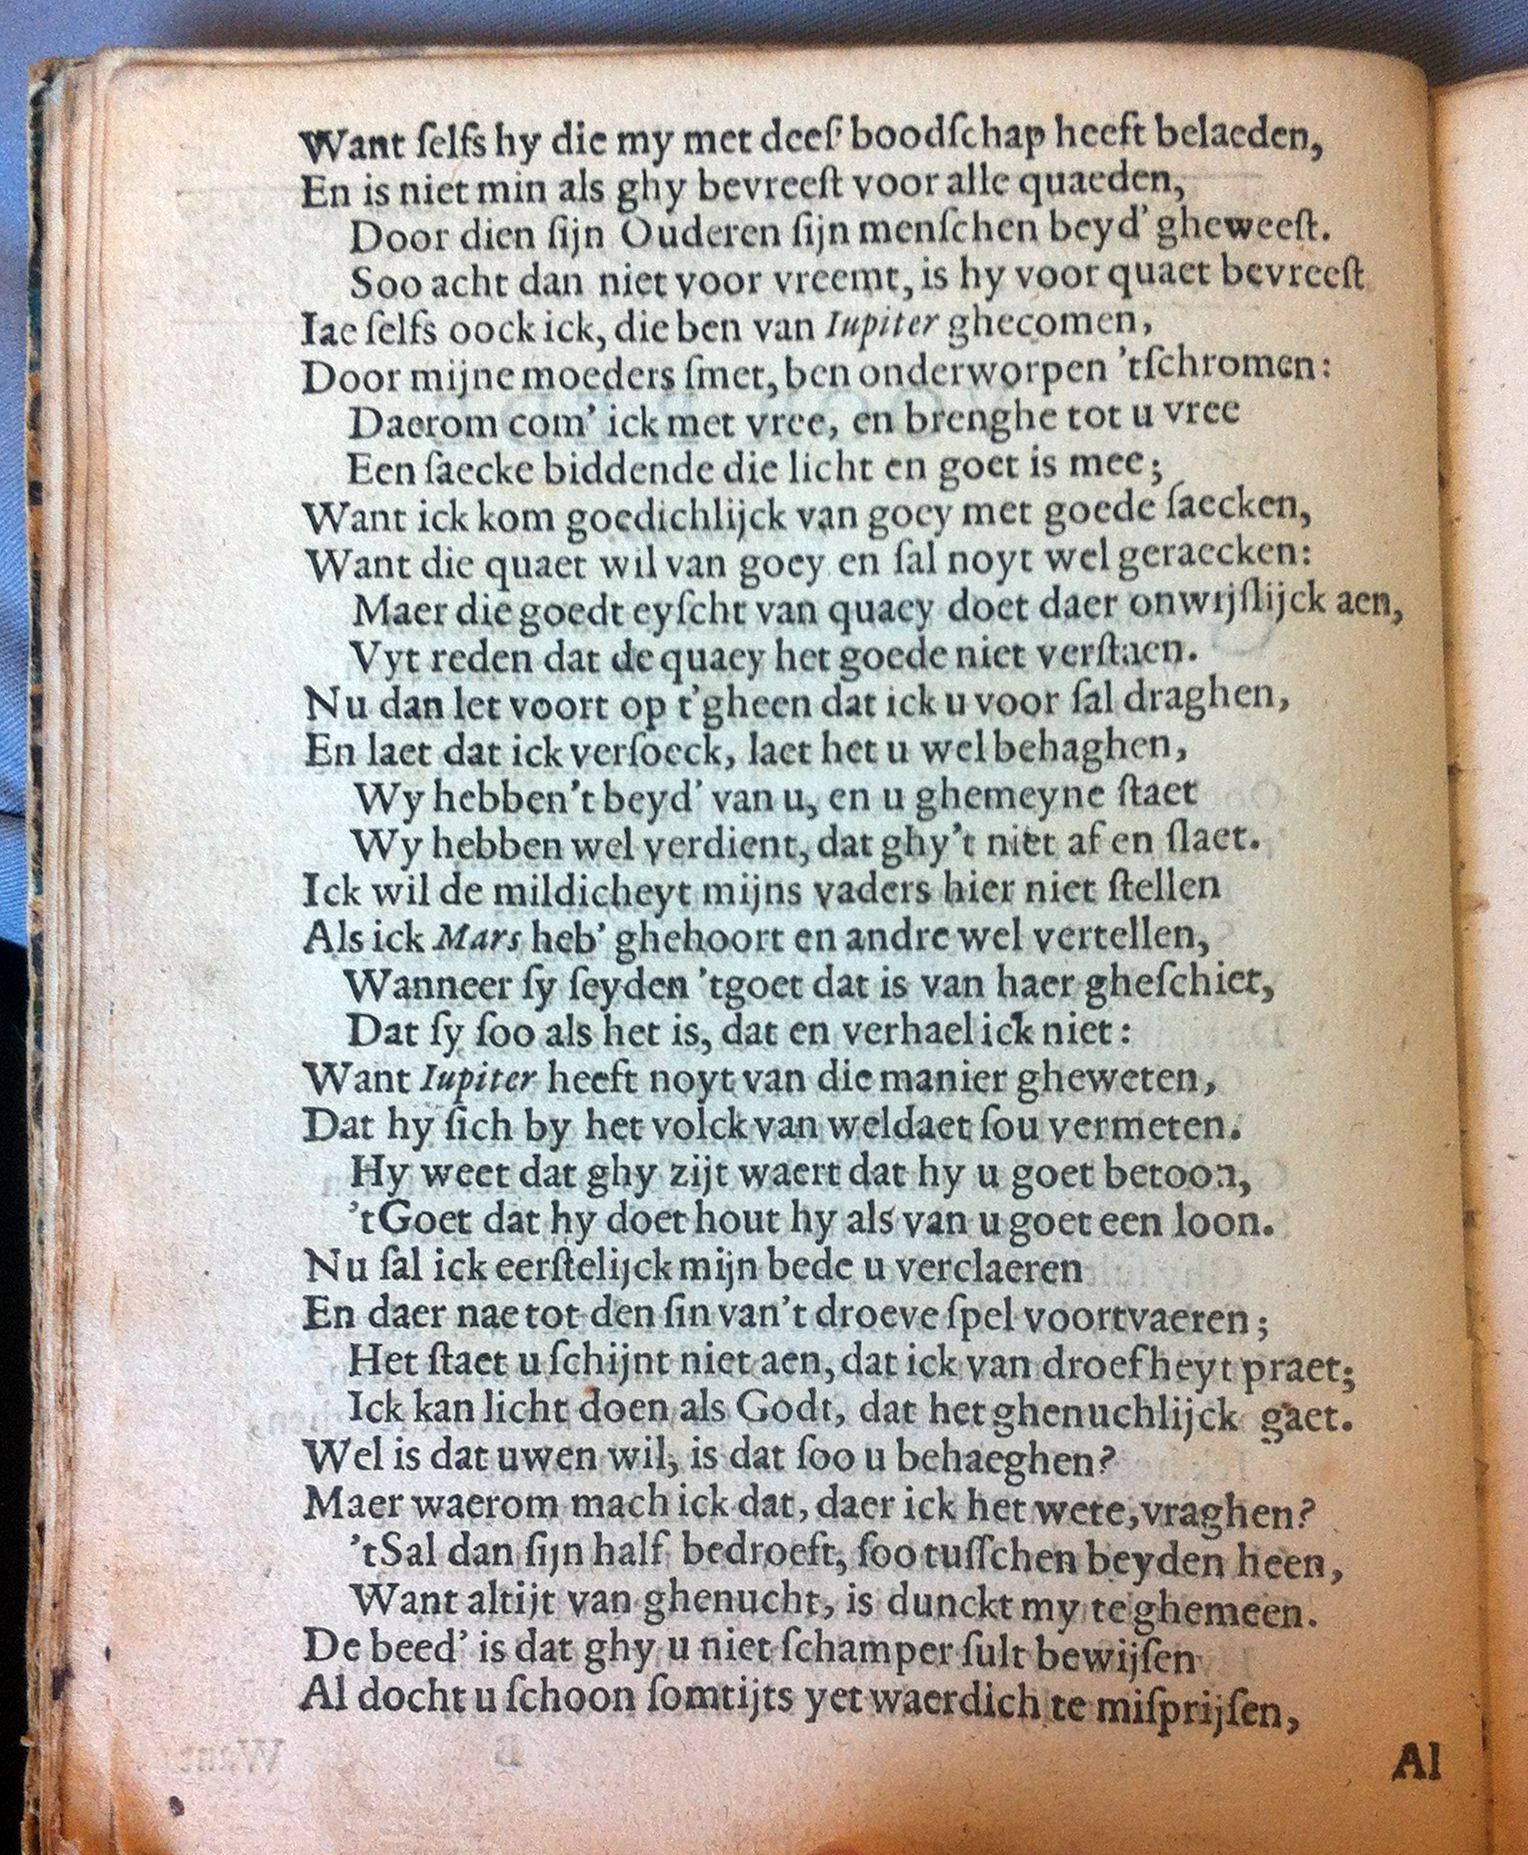 Want ſelfs hy die my met deeſ' boodſchap heeft belaeden,
En is niet min als ghy bevreeſt voor alle quaeden,
Door dien ſijn Ouderen ſijn menſchen beyd' gheweeſt.
Soo acht dan niet voor vreemt, is hy voor quaet bevreeſt
Iae ſelfs oock ick, die ben van Iupiter ghecomen,
Door mijne moeders ſmet, ben onderworpen 'tſchromen:
Daerom com' ick met vree, en brenghe tot u vree
Een ſaecke biddende die licht en goet is mee;
Want ick kom goedichlijck van goey met goede ſaecken,
Want die quaet wil van goey en ſal noyt wel geraecken:
Maer die goedt eyſcht van quaey doet daer onwijſlijck aen,
Vyt reden dat de quaey het goede niet verſtaen.
Nu dan let voort op t'gheen dat ick u voor ſal draghen,
En laet dat ick verſoeck, laet het u wel behaghen,
Wy hebben't beyd' van u, en u ghemeyne ſtaet
Wy hebben wel verdient, dat ghy't niet af en ſlaet.
Ick wil de mildicheyt mijns vaders hier niet ſtellen
Als ick Mars heb' ghehoort en andre wel vertellen,
Wanneer ſy ſeyden 'tgoet dat is van haer gheſchiet,
Dat ſy ſoo als het is, dat en verhael ick niet:
Want Iupiter heeft noyt van die manier gheweten,
Dat hy ſich by het volck van weldaet ſou vermeten.
Hy weet dat ghy zijt waert dat hy u goet betoon,
'tGoet dat hy doet hout hy als van u goet een loon.
Nu ſal ick eerſtelijck mijn bede u verclaeren
En daer nae tot den ſin van't droeve ſpel voortvaeren;
Het ſtaet u ſchijnt niet aen, dat ick van droefheyt praet;
Ick kan licht doen als Godt, dat het ghenuchlijck gaet.
Wel is dat uwen wil, is dat ſoo u behaeghen?
Maer waerom mach ick dat, daer ick het wete, vraghen?
'tSal dan ſijn half bedroeft, ſoo tuſſchen beyden heen,
Want altijt van ghenucht, is dunckt my te ghemeen.
De beed' is dat ghy u niet ſchamper ſult bewijſen
Al docht u ſchoon ſomtijts yet waerdich te miſprijſen,
Al